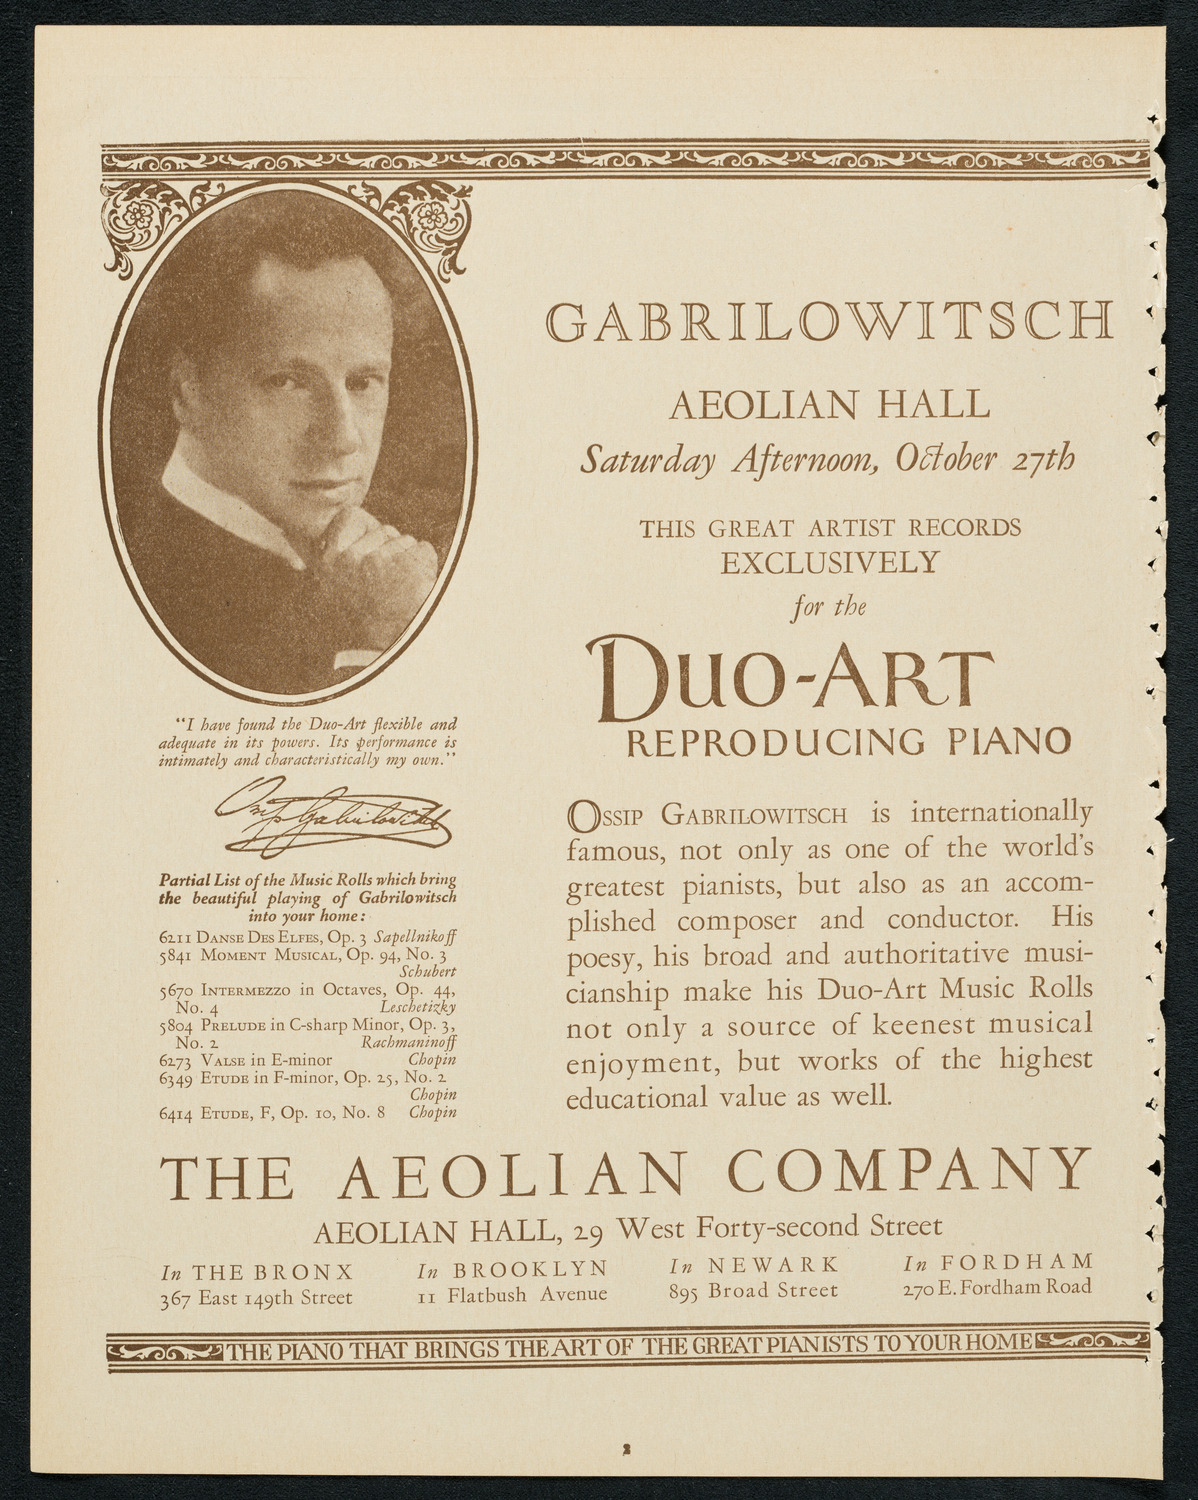 GABRILOWITSCH
AEOLIAN HALL
Saturday Afternoon, October 27th
THIS GREAT ARTIST RECORDS
EXCLUSIVELY
for the
DUO-ART
REPRODUCING PIANO
"I have found the Duo-Art flexible and
adequate in its powers. Its performance is
intimately and characteristically my own."
Ossip Gabrilowitsch
Partial List of the Music Rolls which bring
the beautiful playing of Gabrilowitsch
into your home:
6211 DANSE DES ELFES, Op. 3 Sapellnikoff
5841 MOMENT MUSICAL, Op. 94, No. 3
Schubert
5670 INTERMEZZO in Octaves, Op. 44,
No. 4 Leschetizky
5804 PRELUDE in C-sharp Minor, Op. 3,
No. 2 Rachmaninoff
6273 VALSE in E-minor Chopin
6349 ETUDE in F-minor, Op. 25, No. 2
Chopin
6414 ETUDE, F, Op. 10, No. 8 Chopin
OSSIP GABRILOWITSCH is internationally
famous, not only as one of the world's
greatest pianists, but also as an accom-
plished composer and conductor. His
poesy, his broad and authoritative musi-
cianship make his Duo-Art Music Rolls
not only a source of keenest musical
enjoyment, but works of the highest
educational value as well.
THE AEOLIAN COMPANY
AEOLIAN HALL, 29 West Forty-second Street
In THE BRONX
367 East 149th Street
In BROOKLYN
11 Flatbush Avenue
In NEWARK
895 Broad Street
In FORDHAM
270 E. Fordham Road
THE PIANO THAT BRINGS THE ART OF THE GREAT PIANISTS TO YOUR HOME
2